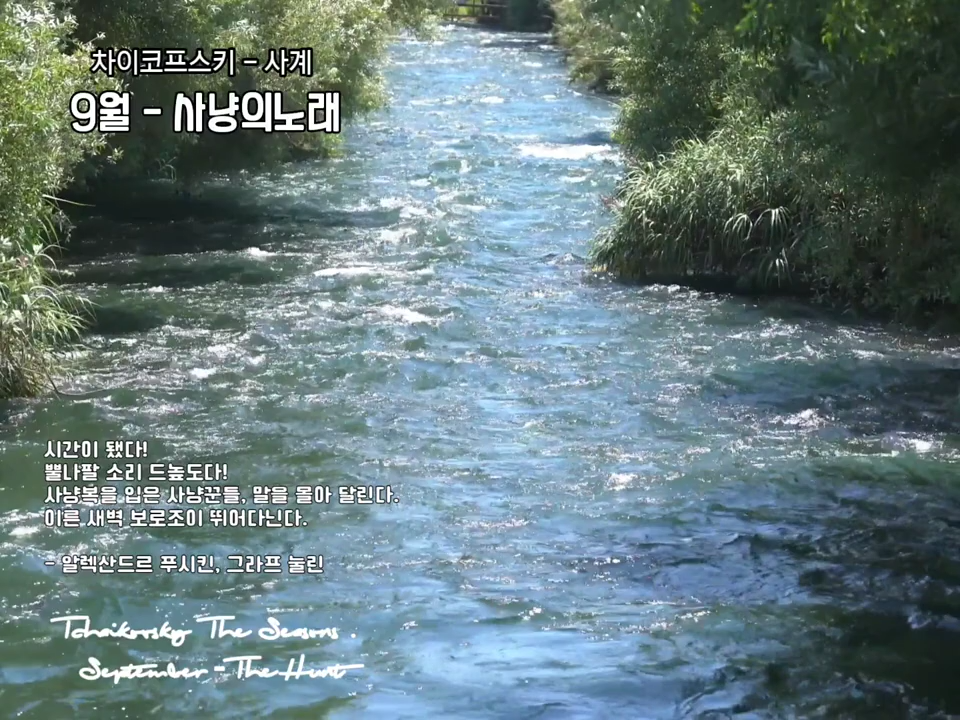 차이코프스키 - 사계
9월 - 사냥의노래
시간이 됐다!
뿔나팔 소리 드높도다!
사냥복을 입은 사냥꾼들, 말을 몰아 달린다.
이른 새벽 보로조이 뛰어다닌다.
- 알렉산드르 푸시킨, 그라프 눌린
Tchaikovsky The Seasons.
September - The Hunt